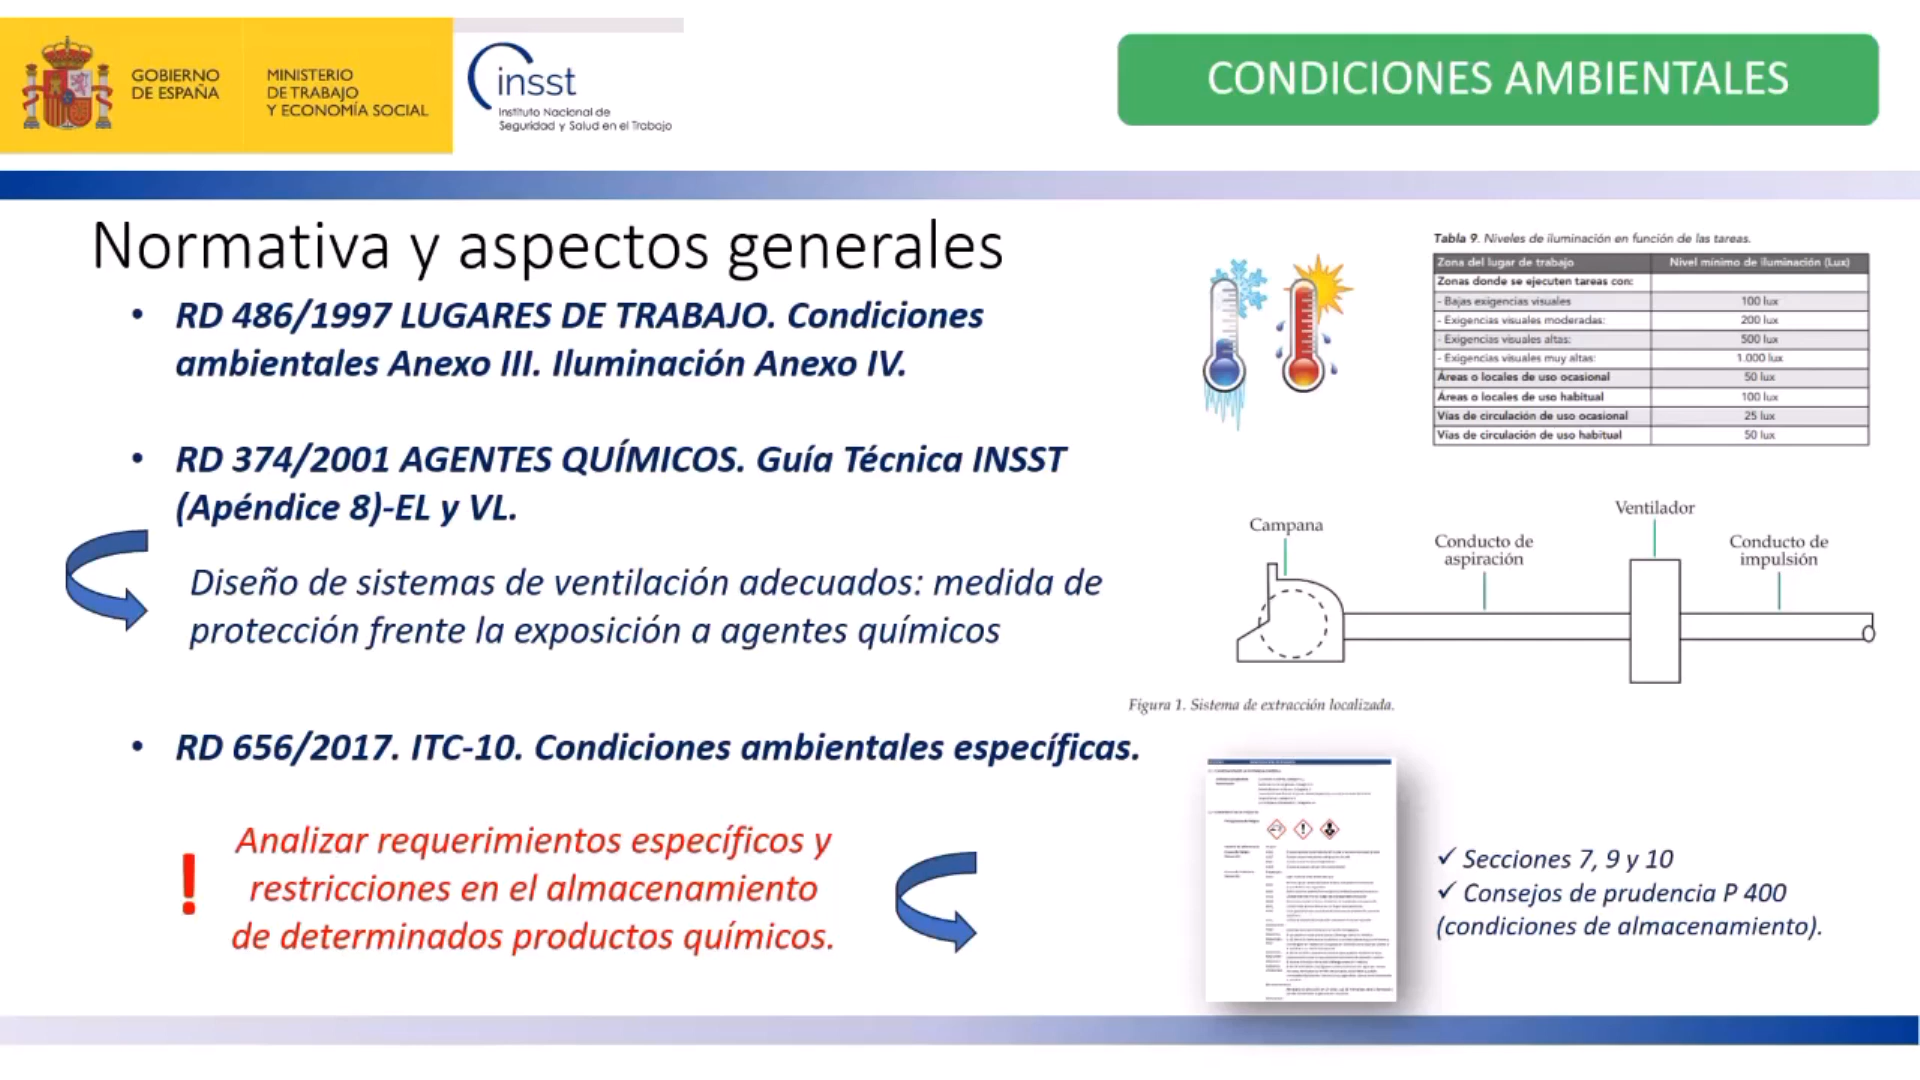 GOBIERNO
DE ESPAÑA
MINISTERIO
DE TRABAJO
Y ECONOMÍA SOCIAL
insst
Instituto Nacional de
Seguridad y Salud en el Trabajo
CONDICIONES AMBIENTALES
Normativa y aspectos generales
• RD 486/1997 LUGARES DE TRABAJO. Condiciones
ambientales Anexo III. Iluminación Anexo IV.
• RD 374/2001 AGENTES QUÍMICOS. Guía Técnica INSST
(Apéndice 8)-EL y VL.
Diseño de sistemas de ventilación adecuados: medida de
protección frente la exposición a agentes químicos
• RD 656/2017. ITC-10. Condiciones ambientales específicas.
! Analizar requerimientos específicos y
restricciones en el almacenamiento
de determinados productos químicos.
Tabla 9. Niveles de iluminación en función de las tareas.
Zona del lugar de trabajo Nivel mínimo de iluminación (Lux)
Zonas donde se ejecuten tareas con:
- Bajas exigencias visuales 100 lux
- Exigencias visuales moderadas: 200 lux
- Exigencias visuales altas: 500 lux
- Exigencias visuales muy altas: 1.000 lux
Áreas o locales de uso ocasional 50 lux
Áreas o locales de uso habitual 100 lux
Vías de circulación de uso ocasional 25 lux
Vías de circulación de uso habitual 50 lux
Campana
Conducto de
aspiración
Ventilador
Conducto de
impulsión
Figura 1. Sistema de extracción localizada.
✓ Secciones 7, 9 y 10
✓ Consejos de prudencia P 400
(condiciones de almacenamiento).